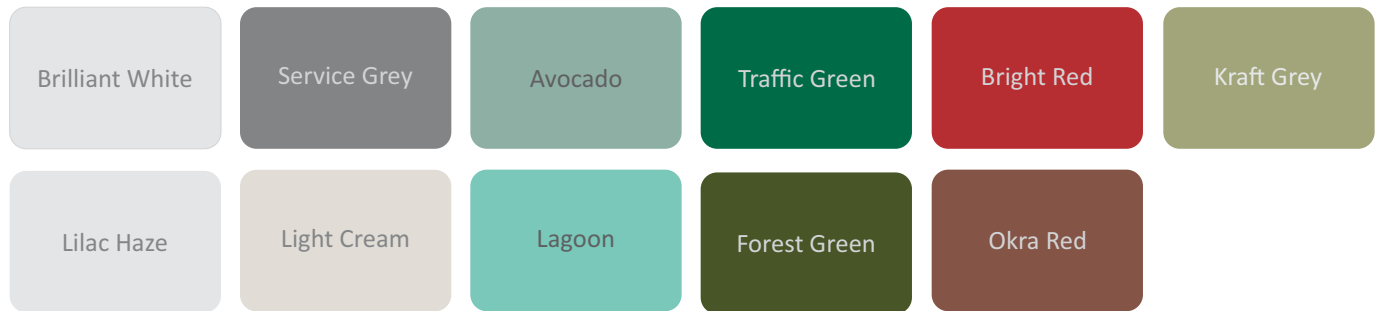 Brilliant White
Service Grey
Avocado
Traffic Green
Bright Red
Kraft Grey
Lilac Haze
Light Cream
Lagoon
Forest Green
Okra Red